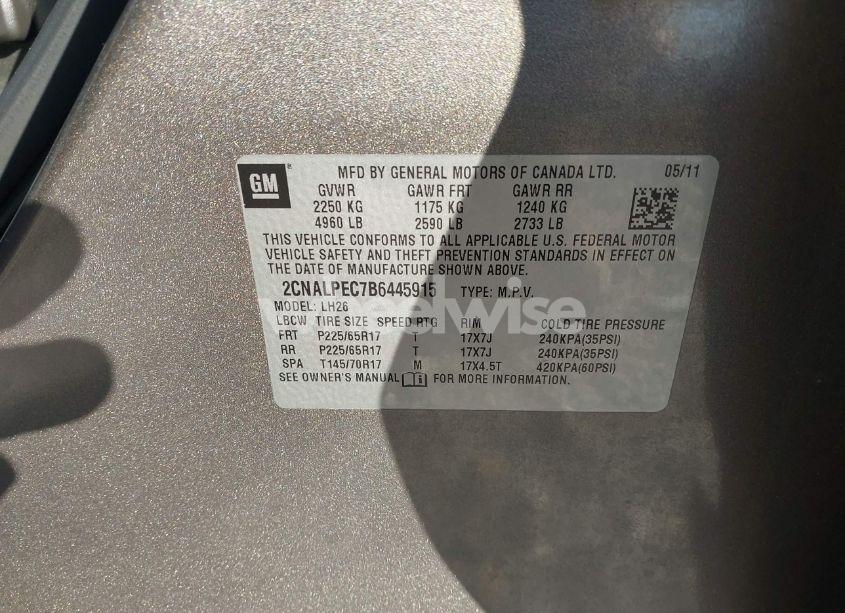 GM ® MFD BY GENERAL MOTORS OF CANADA LTD. 05/11
GVWR GAWR FRT GAWR RR
2250 KG 1175 KG 1240 KG
4960 LB 2590 LB 2733 LB
THIS VEHICLE CONFORMS TO ALL APPLICABLE U.S. FEDERAL MOTOR
VEHICLE SAFETY AND THEFT PREVENTION STANDARDS IN EFFECT ON
THE DATE OF MANUFACTURE SHOWN ABOVE.
2CNALPEC7B6445915 TYPE: M.P.V.
MODEL: LH26
LBCW TIRE SIZE SPEED RTG RIM COLD TIRE PRESSURE
FRT P225/65R17 T 17X7J 240KPA(35PSI)
RR P225/65R17 T 17X7J 240KPA(35PSI)
SPA T145/70R17 M 17X4.5T 420KPA(60PSI)
SEE OWNER'S MANUAL FOR MORE INFORMATION.